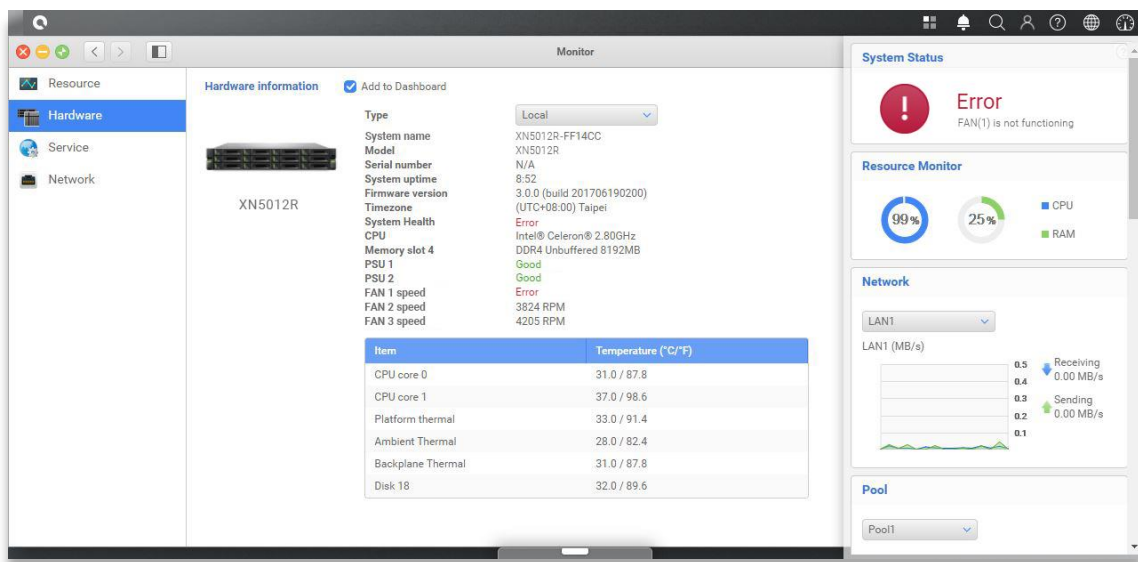 Monitor
Resource
Hardware
Service
Network
Hardware information
Add to Dashboard
XN5012R
Type Local
System name XN5012R-FF14CC
Model XN5012R
Serial number N/A
System uptime 8:52
Firmware version 3.0.0 (build 201706190200)
Timezone (UTC+08:00) Taipei
System Health Error
CPU Intel® Celeron® 2.80GHz
Memory slot 4 DDR4 Unbuffered 8192MB
PSU 1 Good
PSU 2 Good
FAN 1 speed Error
FAN 2 speed 3824 RPM
FAN 3 speed 4205 RPM
Item Temperature (°C/°F)
CPU core 0 31.0 / 87.8
CPU core 1 37.0 / 98.6
Platform thermal 33.0 / 91.4
Ambient Thermal 28.0 / 82.4
Backplane Thermal 31.0 / 87.8
Disk 18 32.0 / 89.6
System Status
Error
FAN(1) is not functioning
Resource Monitor
99%
25%
CPU
RAM
Network
LAN1
LAN1 (MB/s)
0.5
0.4
0.3
0.2
0.1
Receiving
0.00 MB/s
Sending
0.00 MB/s
Pool
Pool1